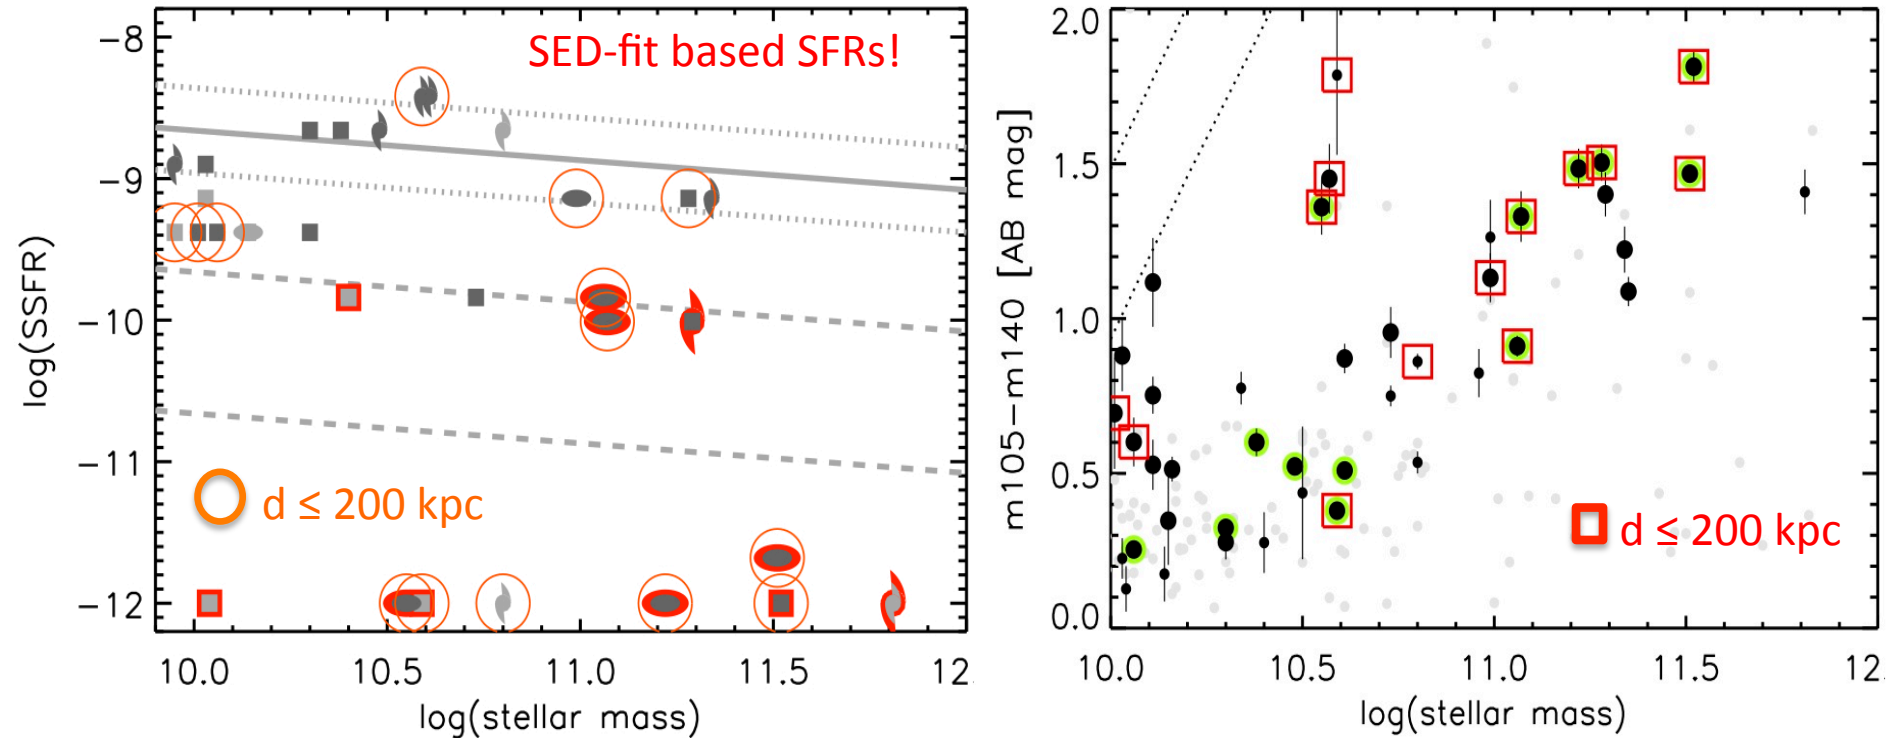 −8
−9
−10
−11
−12
log(SSFR)
SED-fit based SFRs!
d ≤ 200 kpc
10.0 10.5 11.0 11.5 12.
log(stellar mass)
2.0
1.5
1.0
0.5
0.0
m105−m140 [AB mag]
d ≤ 200 kpc
10.0 10.5 11.0 11.5 12.
log(stellar mass)